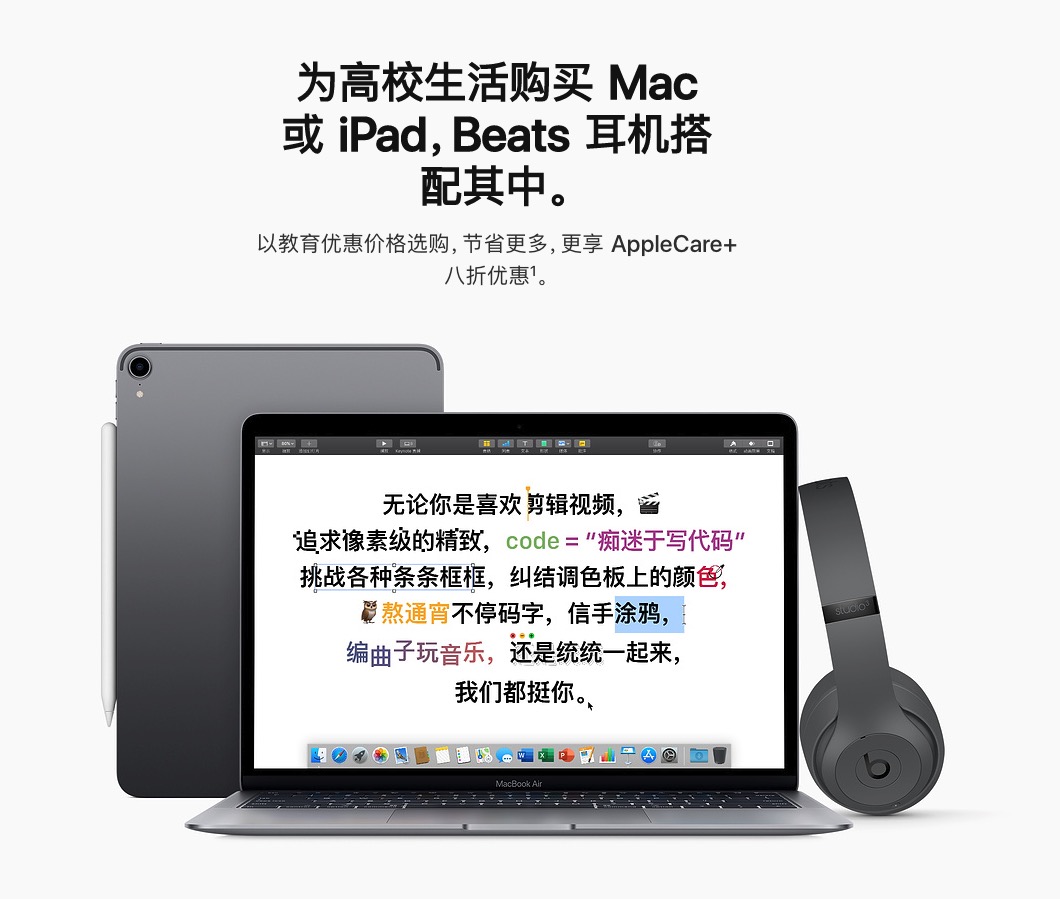 为高校生活购买 Mac
或 iPad, Beats 耳机搭
配其中。
以教育优惠价格选购, 节省更多, 更享 AppleCare+
八折优惠1。
无论你是喜欢剪辑视频，
追求像素级的精致，code = “痴迷于写代码”
挑战各种条条框框，纠结调色板上的颜色，
熬通宵不停码字，信手涂鸦，
编曲子玩音乐，还是统统一起来，
我们都挺你。
MacBook Air
studio³
b